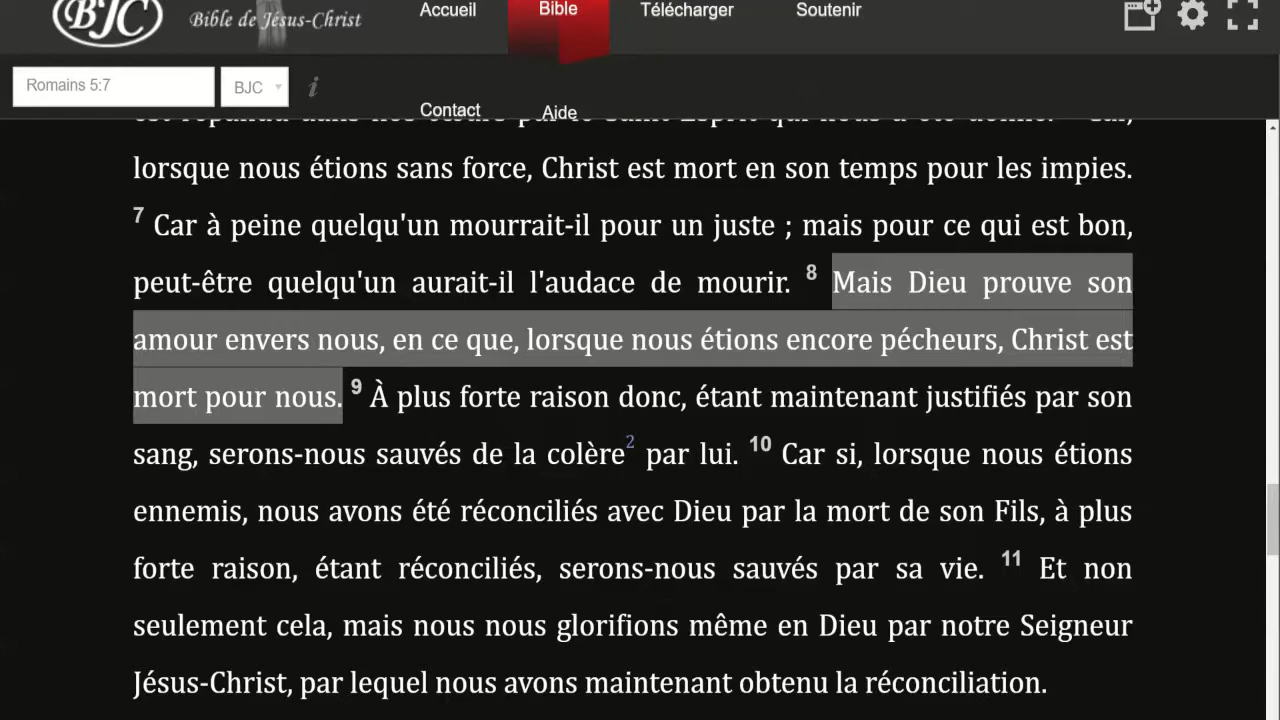 BJC
Bible de Jésus-Christ
Accueil
Bible
Télécharger
Soutenir
Romains 5:7
BJC
i
Contact
Aide
lorsque nous étions sans force, Christ est mort en son temps pour les impies.
7 Car à peine quelqu'un mourrait-il pour un juste ; mais pour ce qui est bon,
peut-être quelqu'un aurait-il l'audace de mourir. 8 Mais Dieu prouve son
amour envers nous, en ce que, lorsque nous étions encore pécheurs, Christ est
mort pour nous. 9 À plus forte raison donc, étant maintenant justifiés par son
sang, serons-nous sauvés de la colère2 par lui. 10 Car si, lorsque nous étions
ennemis, nous avons été réconciliés avec Dieu par la mort de son Fils, à plus
forte raison, étant réconciliés, serons-nous sauvés par sa vie. 11 Et non
seulement cela, mais nous nous glorifions même en Dieu par notre Seigneur
Jésus-Christ, par lequel nous avons maintenant obtenu la réconciliation.